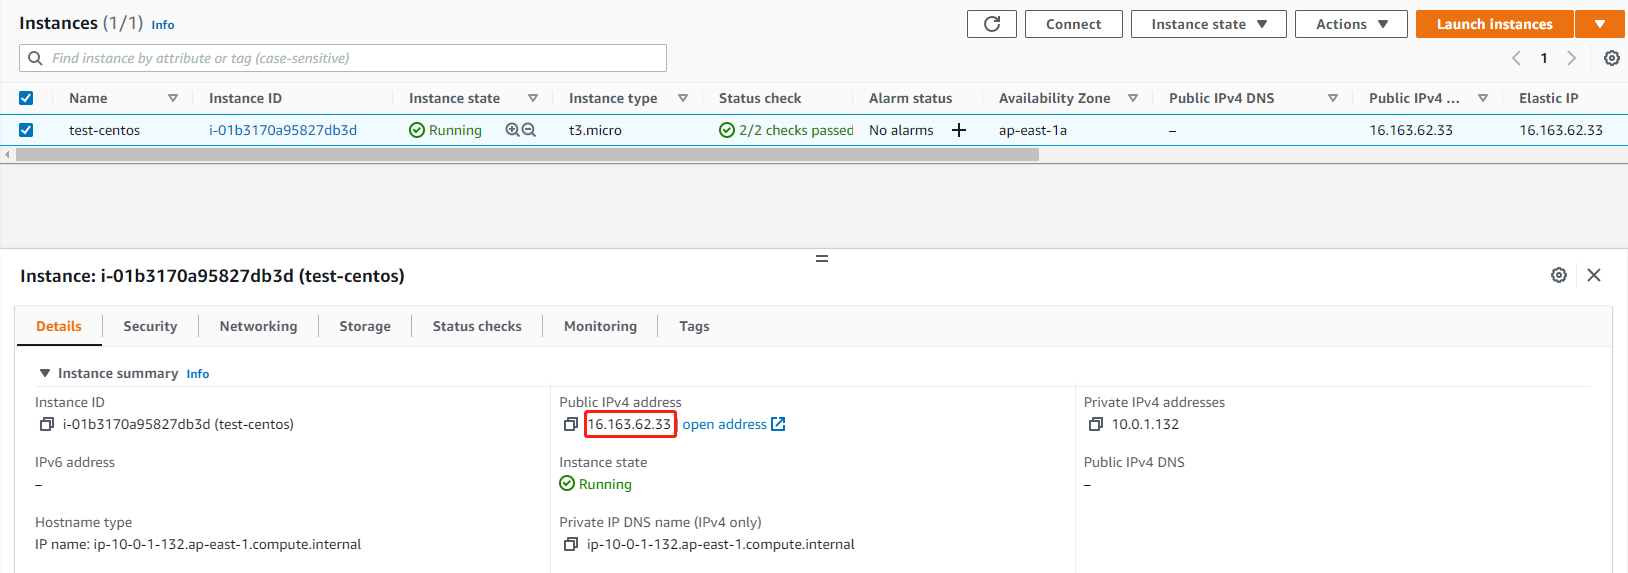 Instances (1/1) Info Connect Instance state Actions Launch instances
Find instance by attribute or tag (case-sensitive) 1
Name Instance ID Instance state Instance type Status check Alarm status Availability Zone Public IPv4 DNS Public IPv4 ... Elastic IP
test-centos i-01b3170a95827db3d Running t3.micro 2/2 checks passed No alarms + ap-east-1a – 16.163.62.33 16.163.62.33
Instance: i-01b3170a95827db3d (test-centos)
Details Security Networking Storage Status checks Monitoring Tags
Instance summary Info
Instance ID Public IPv4 address Private IPv4 addresses
i-01b3170a95827db3d (test-centos) 16.163.62.33 open address 10.0.1.132
IPv6 address Instance state Public IPv4 DNS
– Running –
Hostname type Private IP DNS name (IPv4 only)
IP name: ip-10-0-1-132.ap-east-1.compute.internal ip-10-0-1-132.ap-east-1.compute.internal